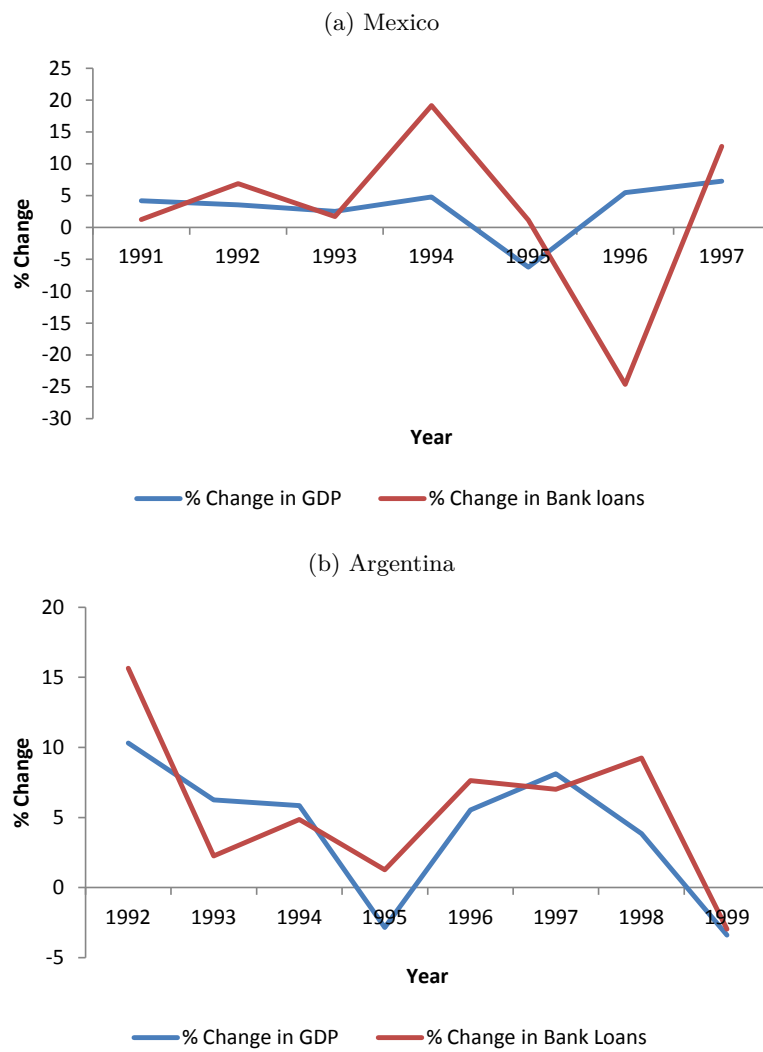 (a) Mexico
25
20
15
10
5
0
-5
-10
-15
-20
-25
-30
% Change
1991 1992 1993 1994 1995 1996 1997
Year
% Change in GDP % Change in Bank loans
(b) Argentina
20
15
10
5
0
-5
% Change
1992 1993 1994 1995 1996 1997 1998 1999
Year
% Change in GDP % Change in Bank Loans